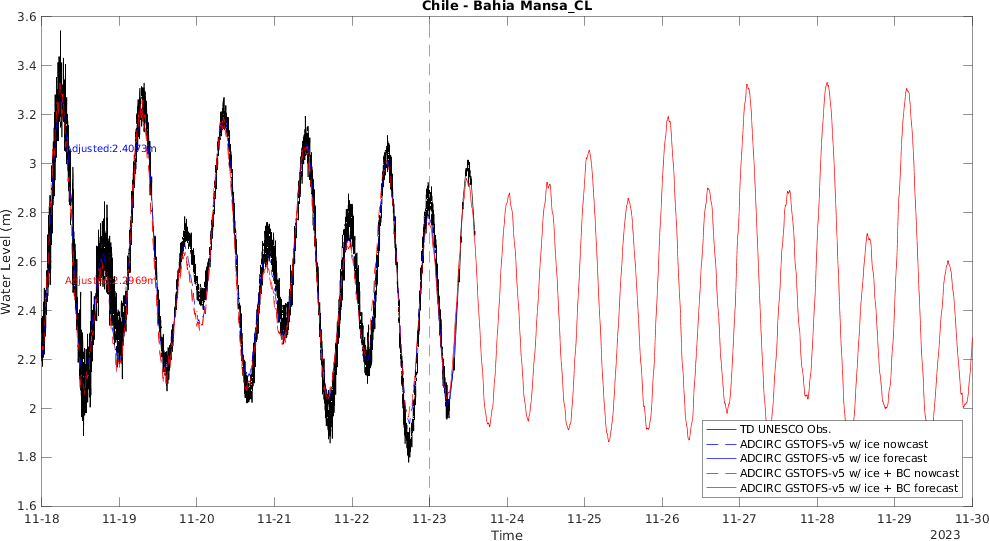 Chile - Bahia Mansa_CL
3.6
3.4
3.2
3
2.8
2.6
2.4
2.2
2
1.8
1.6
Water Level (m)
Adjusted:2.4073m
Adjusted:2.2969m
TD UNESCO Obs.
ADCIRC GSTOFS-v5 w/ ice nowcast
ADCIRC GSTOFS-v5 w/ ice forecast
ADCIRC GSTOFS-v5 w/ ice + BC nowcast
ADCIRC GSTOFS-v5 w/ ice + BC forecast
11-18 11-19 11-20 11-21 11-22 11-23 11-24 11-25 11-26 11-27 11-28 11-29 11-30
Time
2023